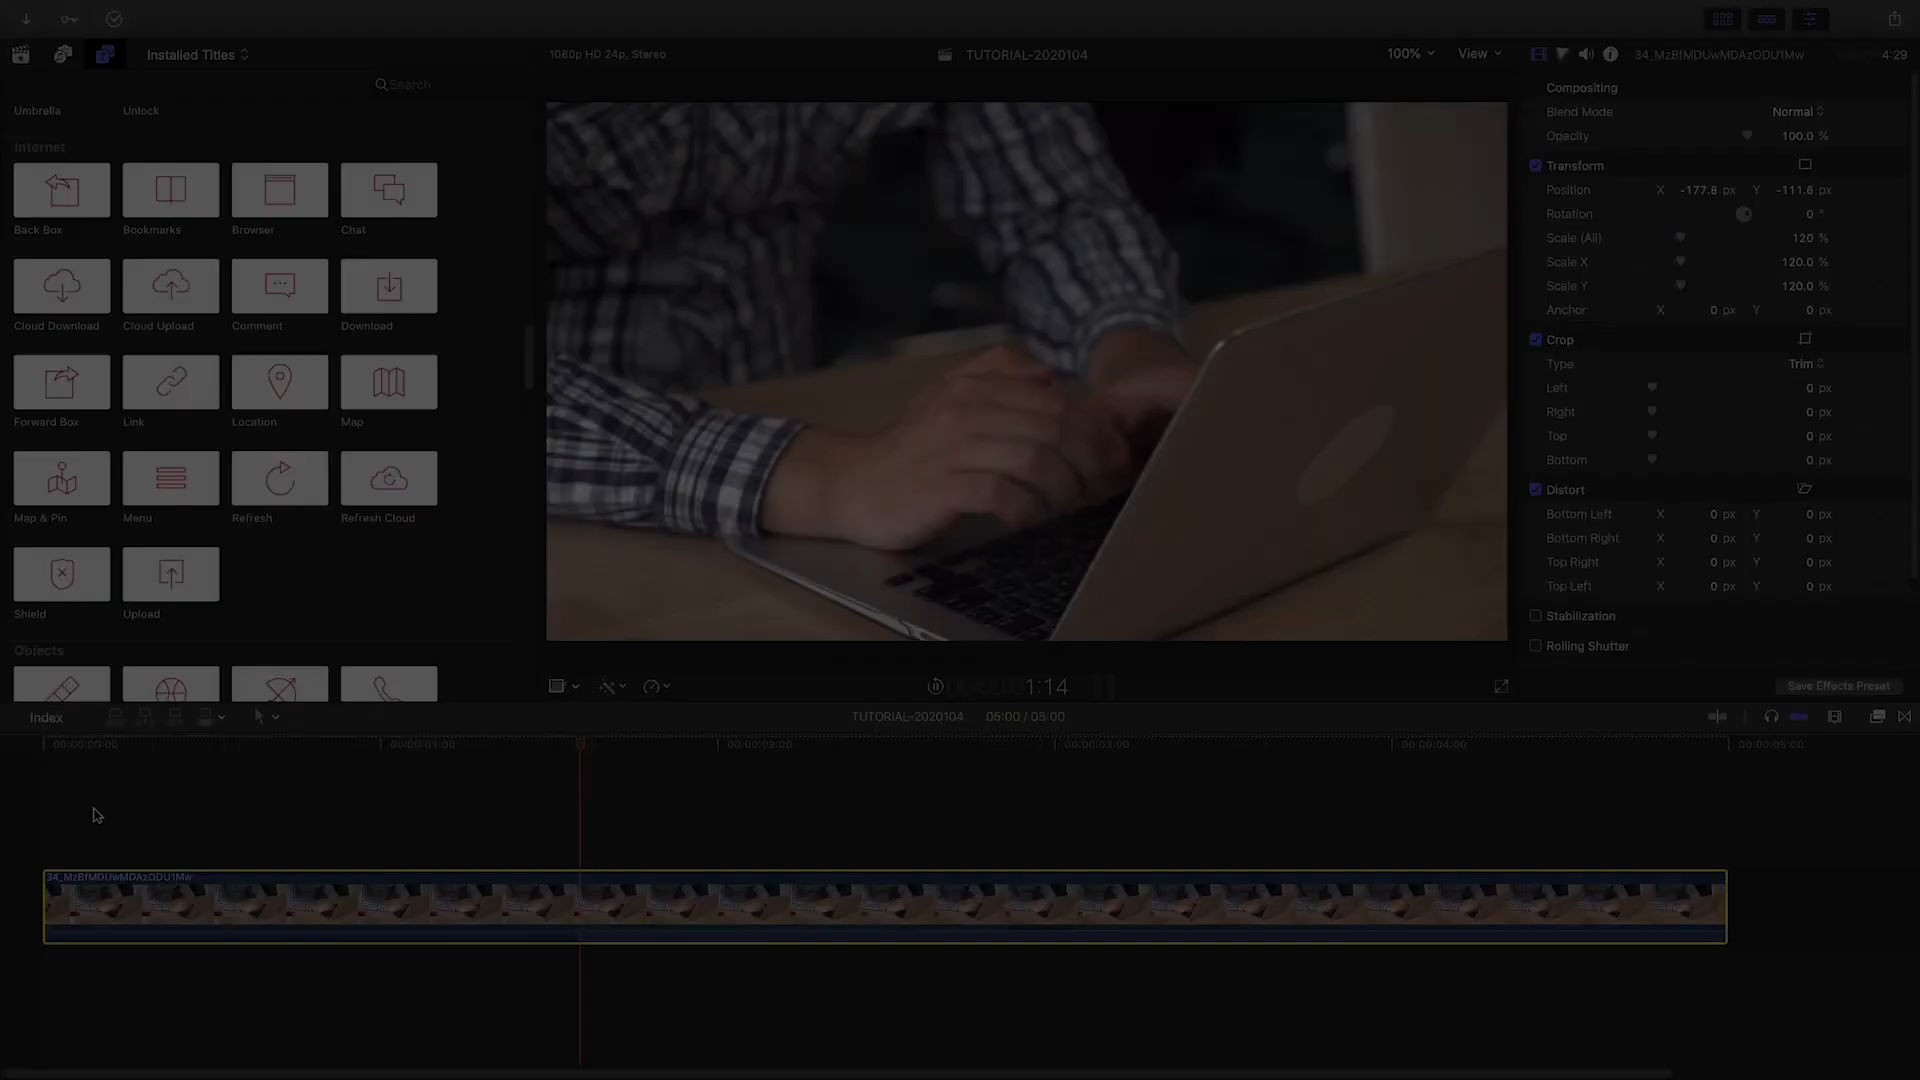 Installed Titles
1080p HD 24p, Stereo
TUTORIAL-2020104
100%
View
34_MzBfMDUwMDAzODU1Mw
4:29
Search
Umbrella
Unlock
Internet
Back Box
Bookmarks
Browser
Chat
Cloud Download
Cloud Upload
Comment
Download
Forward Box
Link
Location
Map
Map & Pin
Menu
Refresh
Refresh Cloud
Shield
Upload
Objects
Compositing
Blend Mode Normal
Opacity 100.0 %
Transform
Position X -177.8 px Y -111.6 px
Rotation 0 °
Scale (All) 120 %
Scale X 120.0 %
Scale Y 120.0 %
Anchor X 0 px Y 0 px
Crop
Type Trim
Left 0 px
Right 0 px
Top 0 px
Bottom 0 px
Distort
Bottom Left X 0 px Y 0 px
Bottom Right X 0 px Y 0 px
Top Right X 0 px Y 0 px
Top Left X 0 px Y 0 px
Stabilization
Rolling Shutter
1:14
Save Effects Preset
Index
TUTORIAL-2020104
05:00 / 05:00
00:00:00:00
00:00:01:00
00:00:02:00
00:00:03:00
00:00:04:00
00:00:05:00
34_MzBfMDUwMDAzODU1Mw